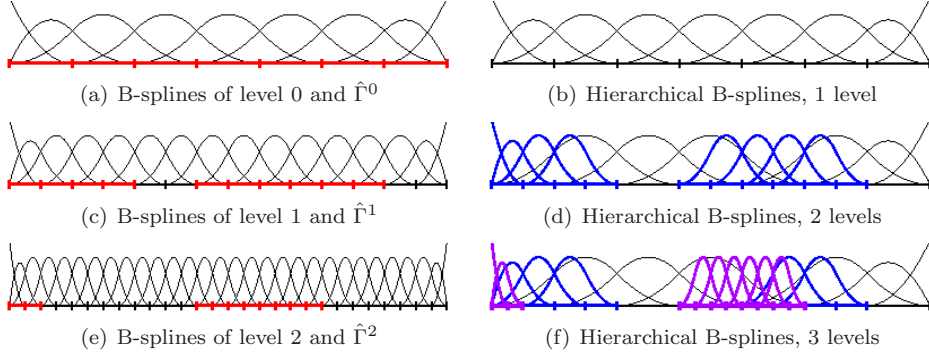 (a) B-splines of level 0 and Γ̂⁰
(b) Hierarchical B-splines, 1 level
(c) B-splines of level 1 and Γ̂¹
(d) Hierarchical B-splines, 2 levels
(e) B-splines of level 2 and Γ̂²
(f) Hierarchical B-splines, 3 levels